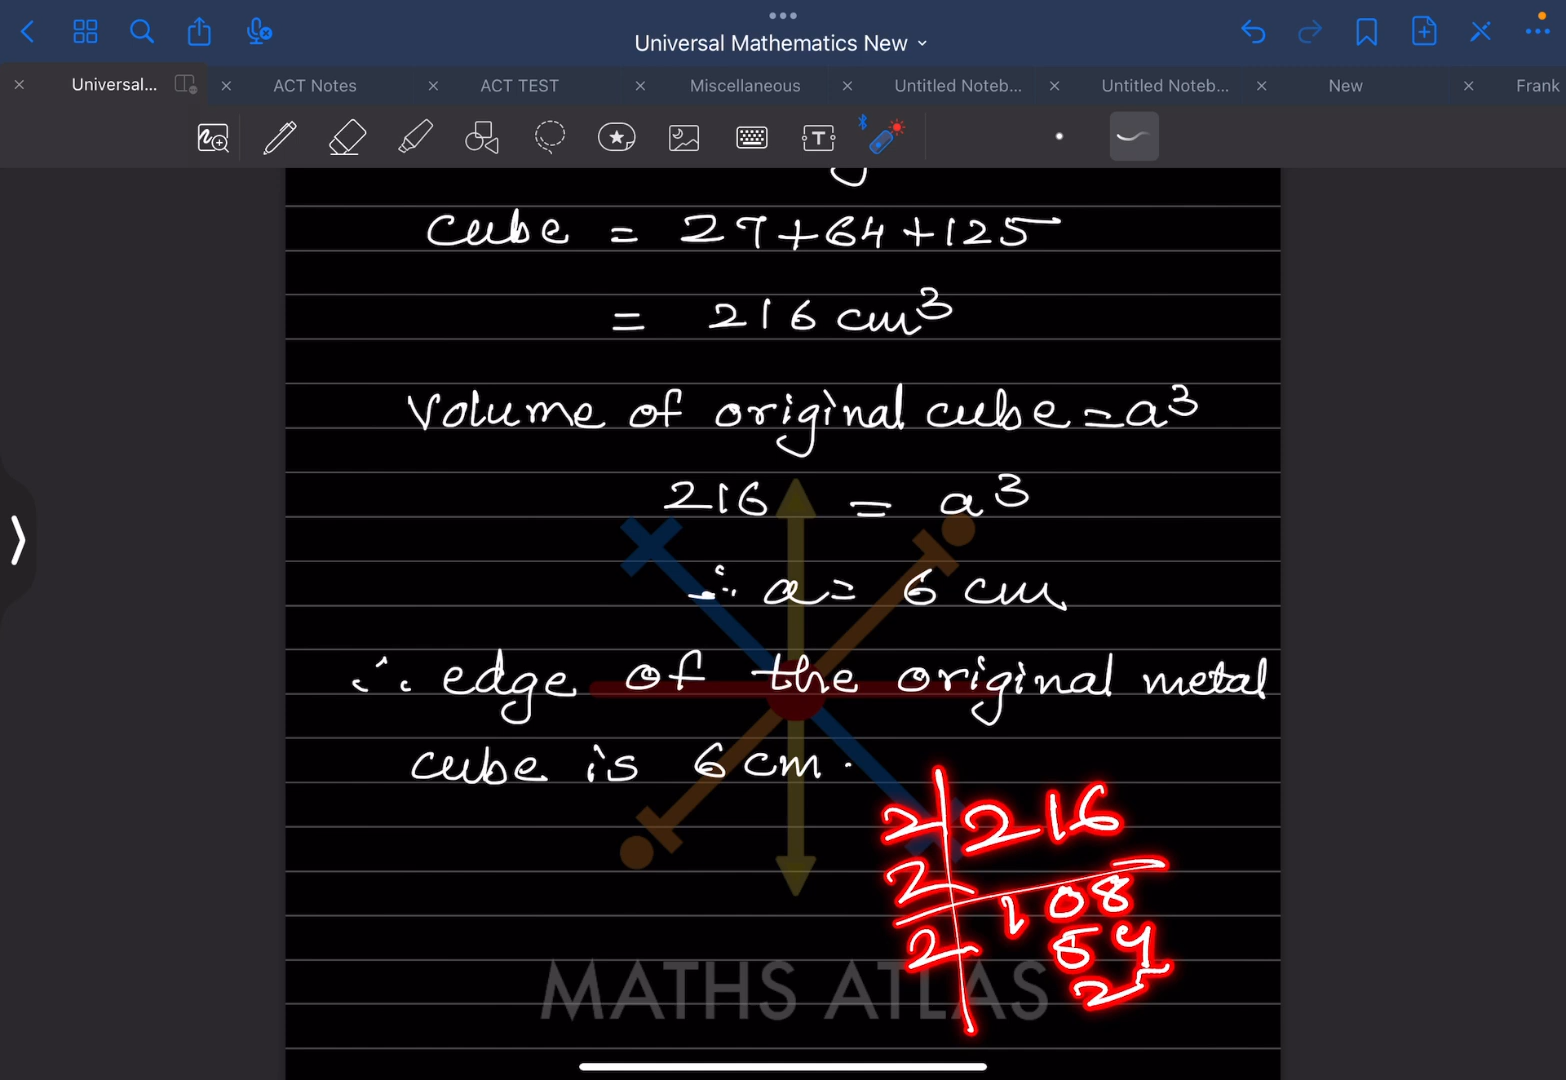 Universal Mathematics New
Universal... ACT Notes ACT TEST Miscellaneous Untitled Noteb... Untitled Noteb... New Frank
T
cube = 27+64+125
= 216 cm³
Volume of original cube = a³
216 = a³
∴ a = 6 cm
∴ edge of the original metal
cube is 6 cm.
2 216
2 108
2 54
2
MATHS ATLAS